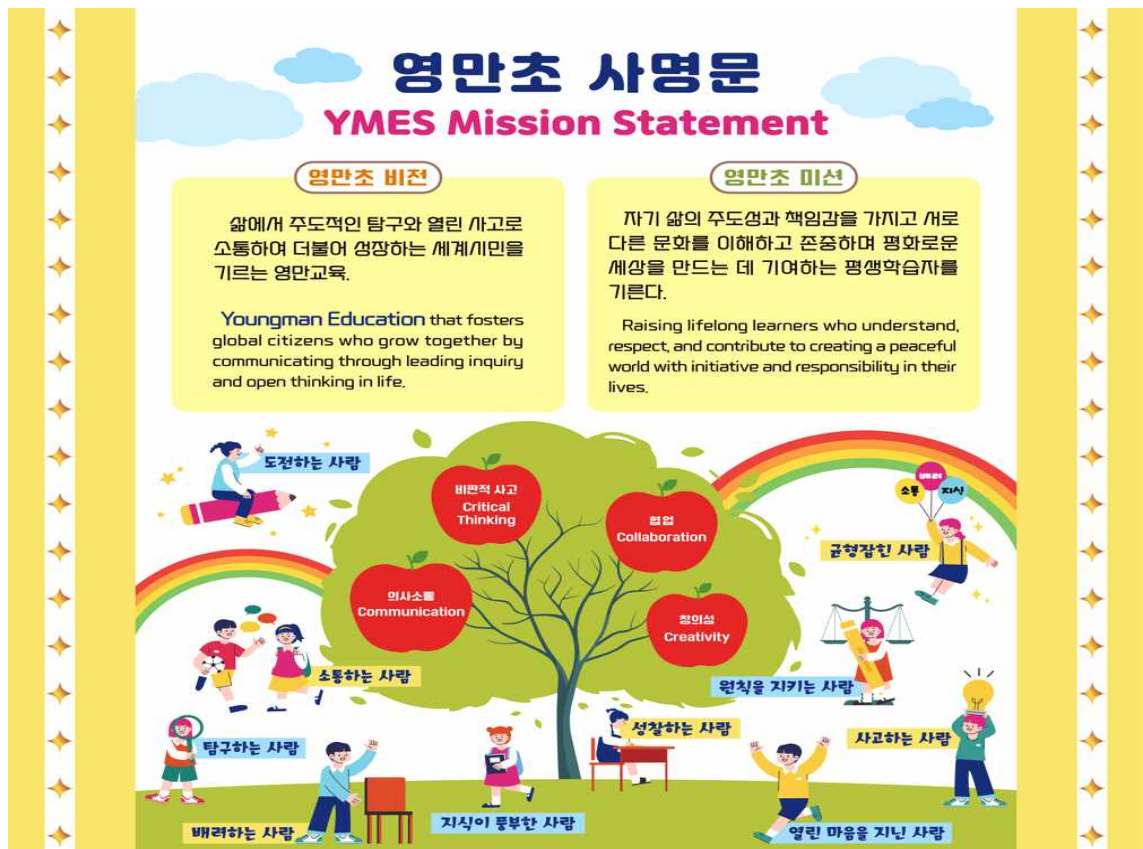 영만초 사명문
YMES Mission Statement
영만초 비전
삶에서 주도적인 탐구와 열린 사고로
소통하여 더불어 성장하는 세계시민을
기르는 영만교육.
Youngman Education that fosters
global citizens who grow together by
communicating through leading inquiry
and open thinking in life.
영만초 미션
자기 삶의 주도성과 책임감을 가지고 서로
다른 문화를 이해하고 존중하며 평화로운
세상을 만드는 데 기여하는 평생학습자를
기른다.
Raising lifelong learners who understand,
respect, and contribute to creating a peaceful
world with initiative and responsibility in their
lives.
도전하는 사람
비판적 사고
Critical
Thinking
협업
Collaboration
의사소통
Communication
창의성
Creativity
소통
지식
균형잡힌 사람
소통하는 사람
원칙을 지키는 사람
탐구하는 사람
성찰하는 사람
사고하는 사람
배려하는 사람
지식이 풍부한 사람
열린 마음을 지닌 사람